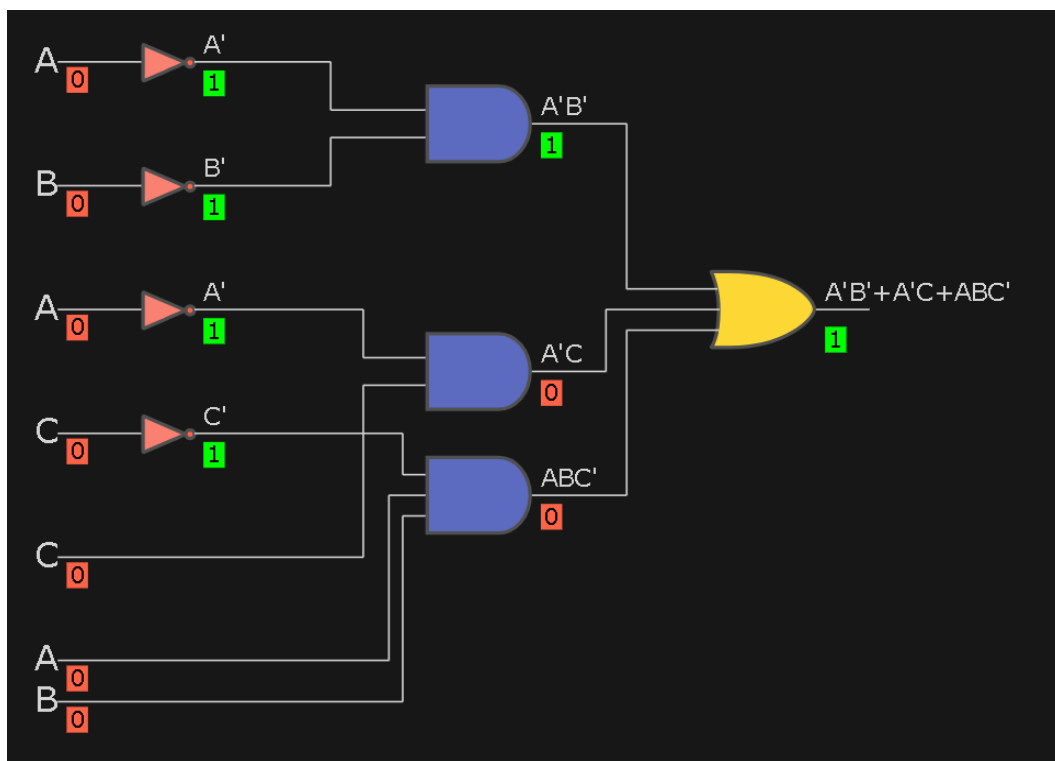 A 0 A' 1
A'B' 1
B 0 B' 1
A 0 A' 1
A'B'+A'C+ABC' 1
A'C 0
C 0 C' 1
ABC' 0
C 0
A 0
B 0